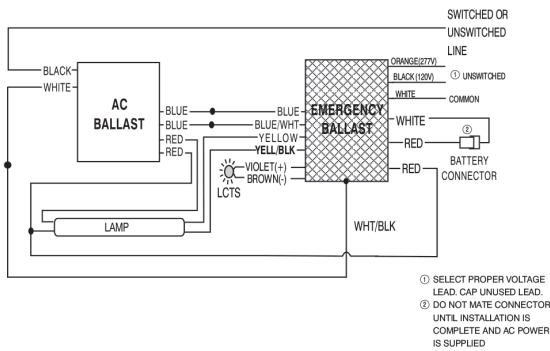 SWITCHED OR
UNSWITCHED
LINE
ORANGE(277V)
BLACK
BLACK (120V)
① UNSWITCHED
WHITE
WHITE
COMMON
AC
BALLAST
BLUE
BLUE
EMERGENCY
BALLAST
WHITE
BLUE
BLUE/WHT
②
RED
YELLOW
RED
RED
YELL/BLK
BATTERY
CONNECTOR
VIOLET(+)
RED
BROWN(-)
LCTS
LAMP
WHT/BLK
① SELECT PROPER VOLTAGE
LEAD. CAP UNUSED LEAD.
② DO NOT MATE CONNECTOR
UNTIL INSTALLATION IS
COMPLETE AND AC POWER
IS SUPPLIED